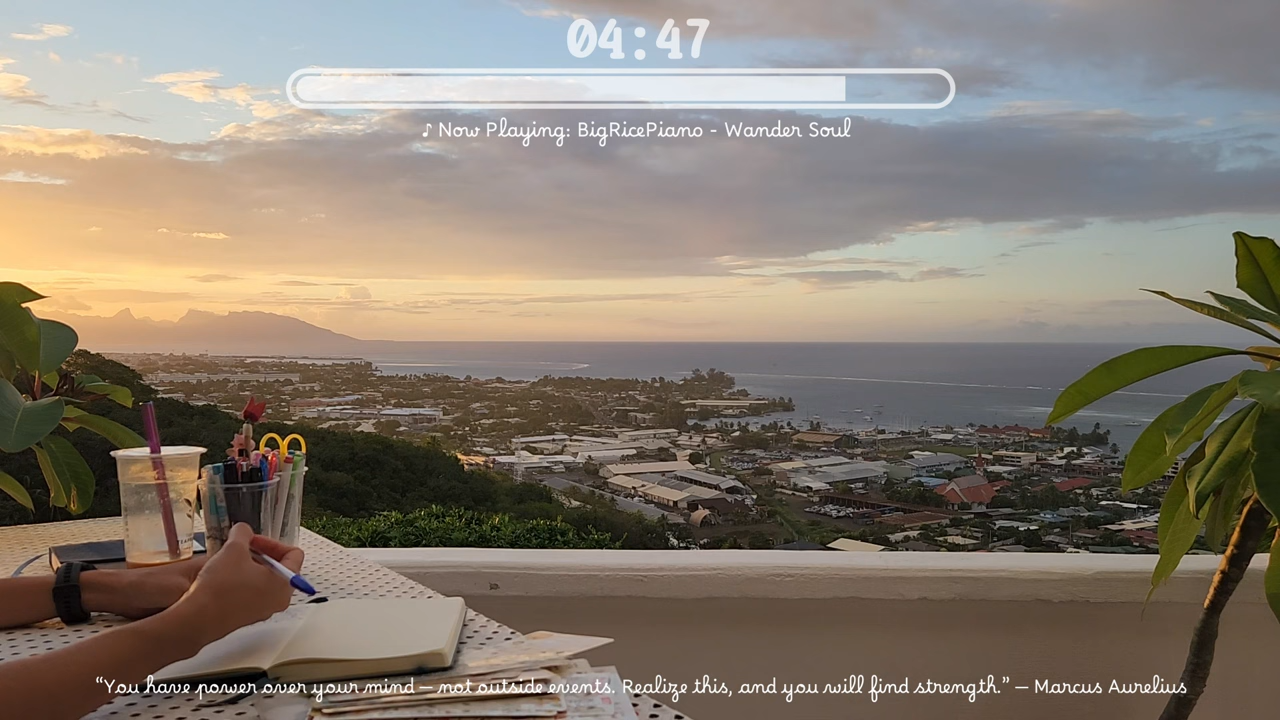 04:47
♪ Now Playing: BigRicePiano - Wander Soul
“You have power over your mind — not outside events. Realize this, and you will find strength.” — Marcus Aurelius